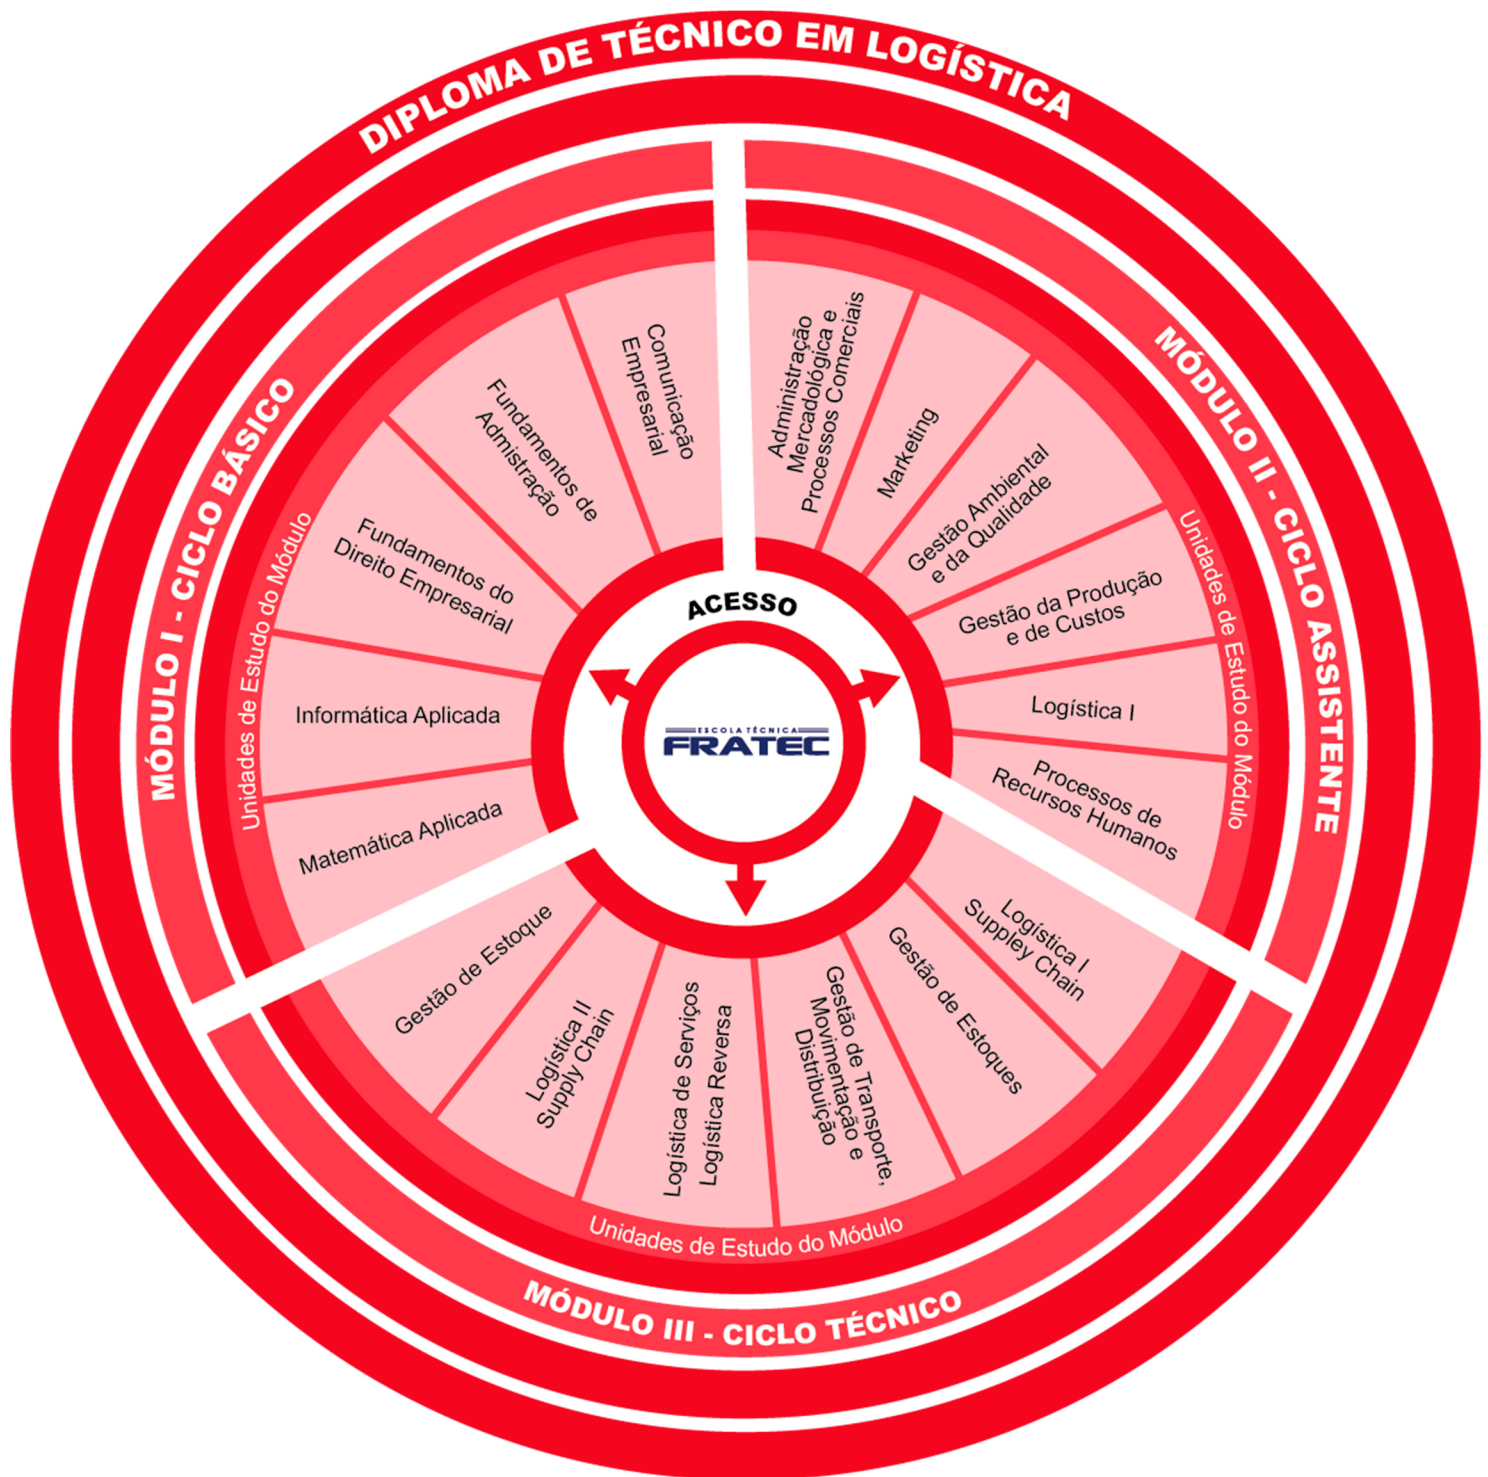 DIPLOMA DE TÉCNICO EM LOGÍSTICA
MÓDULO I - CICLO BÁSICO
Unidades de Estudo do Módulo
Comunicação
Empresarial
Fundamentos de
Admistração
Fundamentos do
Direito Empresarial
Informática Aplicada
Matemática Aplicada
MÓDULO II - CICLO ASSISTENTE
Unidades de Estudo do Módulo
Administração
Mercadológica e
Processos Comerciais
Marketing
Gestão Ambiental
e da Qualidade
Gestão da Produção
e de Custos
Logística I
Processos de
Recursos Humanos
MÓDULO III - CICLO TÉCNICO
Unidades de Estudo do Módulo
Logística I
Suppley Chain
Gestão de Estoques
Gestão de Transporte,
Movimentação e
Distribuição
Logística de Serviços
Logística Reversa
Logística II
Supply Chain
Gestão de Estoque
ACESSO
ESCOLA TÉCNICA
FRATEC